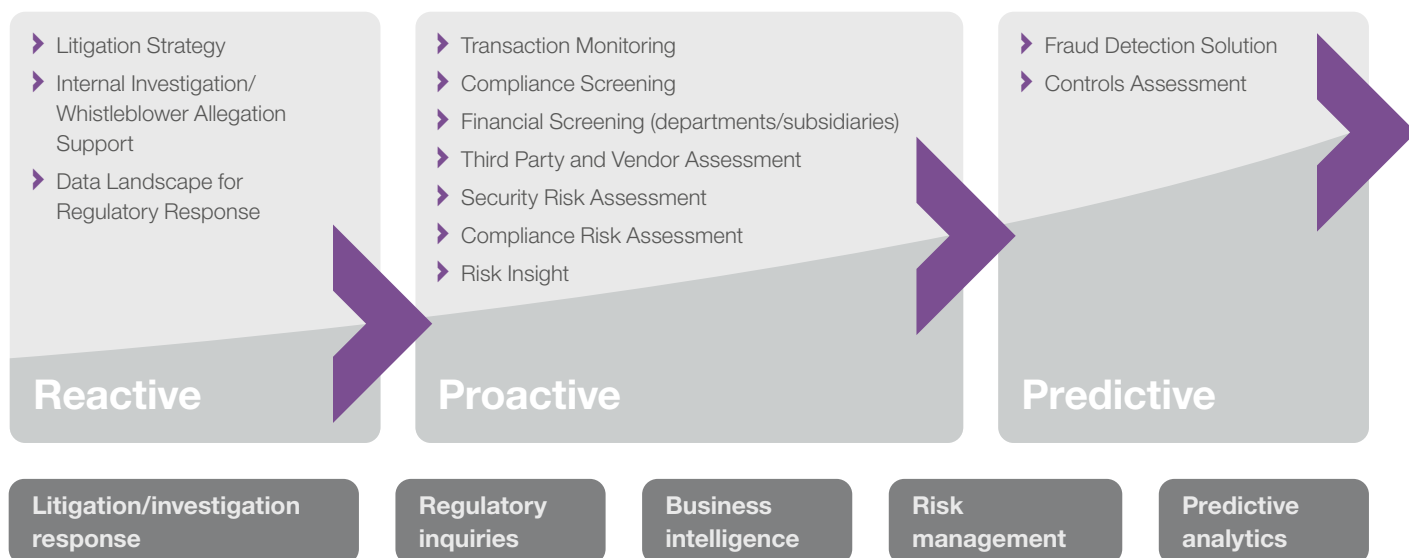 Litigation Strategy
Internal Investigation/
Whistleblower Allegation
Support
Data Landscape for
Regulatory Response
Reactive
Transaction Monitoring
Compliance Screening
Financial Screening (departments/subsidiaries)
Third Party and Vendor Assessment
Security Risk Assessment
Compliance Risk Assessment
Risk Insight
Proactive
Fraud Detection Solution
Controls Assessment
Predictive
Litigation/investigation
response
Regulatory
inquiries
Business
intelligence
Risk
management
Predictive
analytics